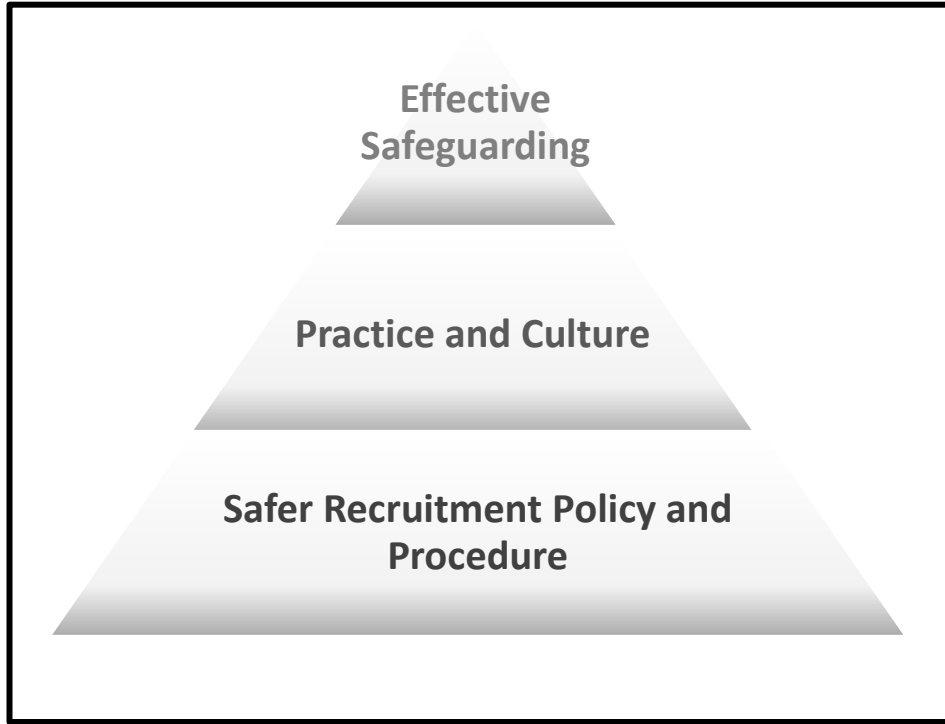 Effective
Safeguarding
Practice and Culture
Safer Recruitment Policy and
Procedure